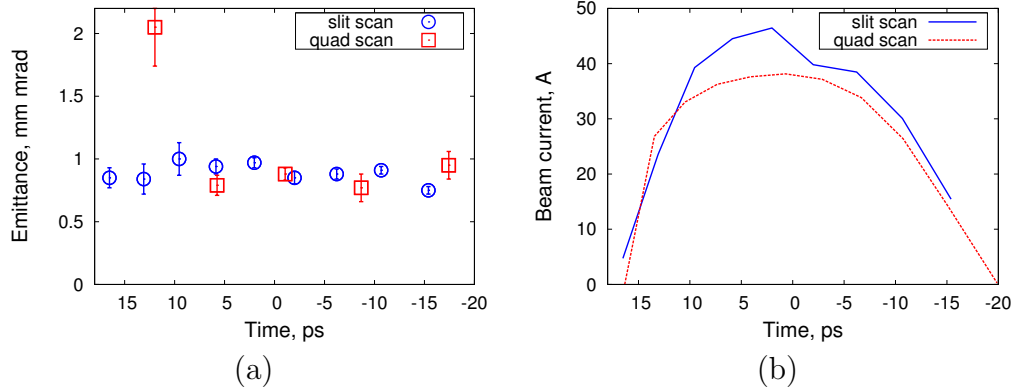 Emittance, mm mrad
2
1.5
1
0.5
0
slit scan
quad scan
15 10 5 0 -5 -10 -15 -20
Time, ps
(a)
Beam current, A
50
40
30
20
10
0
slit scan
quad scan
15 10 5 0 -5 -10 -15 -20
Time, ps
(b)